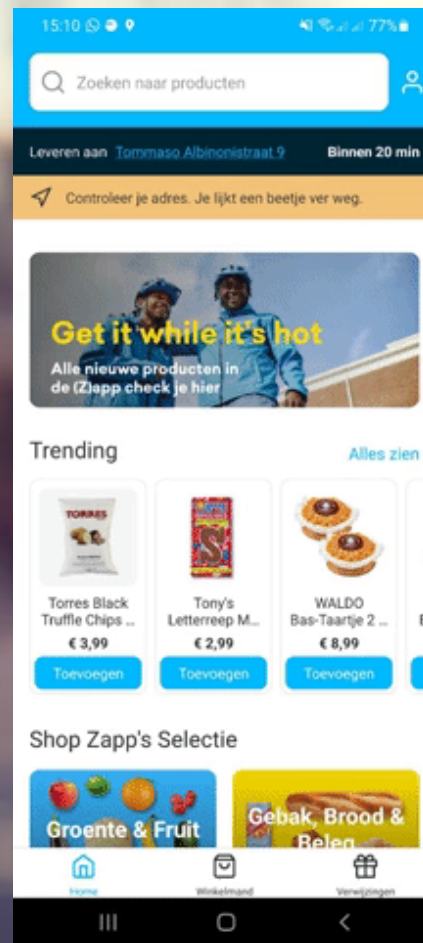 15:10
77%
Zoeken naar producten
Leveren aan Tommaso Albinonistraat 9 Binnen 20 min
Controleer je adres. Je lijkt een beetje ver weg.
Get it while it's hot
Alle nieuwe producten in
de (Z)app check je hier
Trending
Alles zien
TORRES
Torres Black
Truffle Chips ...
€ 3,99
Toevoegen
Tony's
Letterreep M...
€ 2,99
Toevoegen
WALDO
Bas-Taartje 2 ...
€ 8,99
Toevoegen
Shop Zapp's Selectie
Groente & Fruit
Gebak, Brood &
Beleg
Home
Winkelmand
Verwijzingen